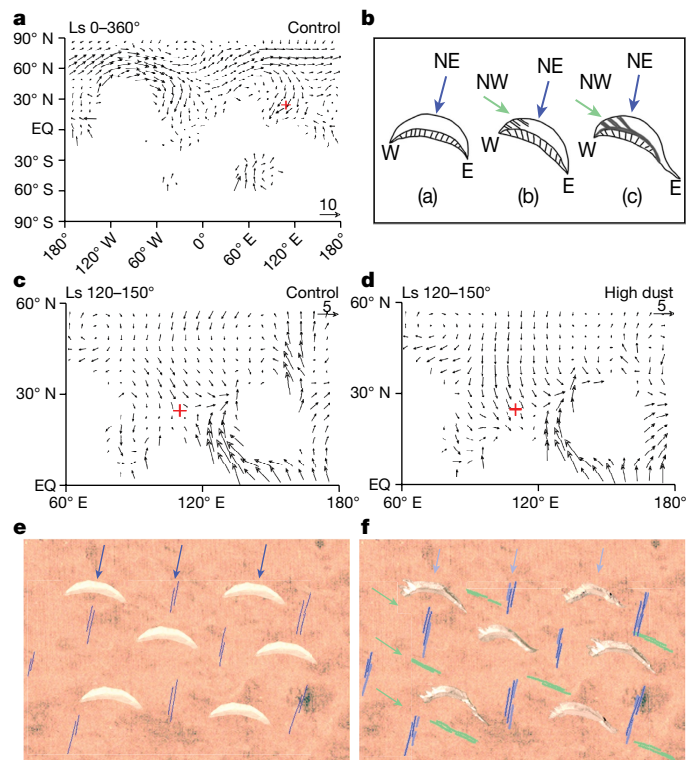 a
Ls 0–360°
Control
90° N
60° N
30° N
EQ
30° S
60° S
90° S
10
180°
120° W
60° W
0°
60° E
120° E
180°
b
NE
NW
NE
NW
NE
W
E
W
E
W
E
(a)
(b)
(c)
c
Ls 120–150°
Control
5
60° N
30° N
EQ
60° E
120° E
180°
d
Ls 120–150°
High dust
5
60° N
30° N
EQ
60° E
120° E
180°
e
f